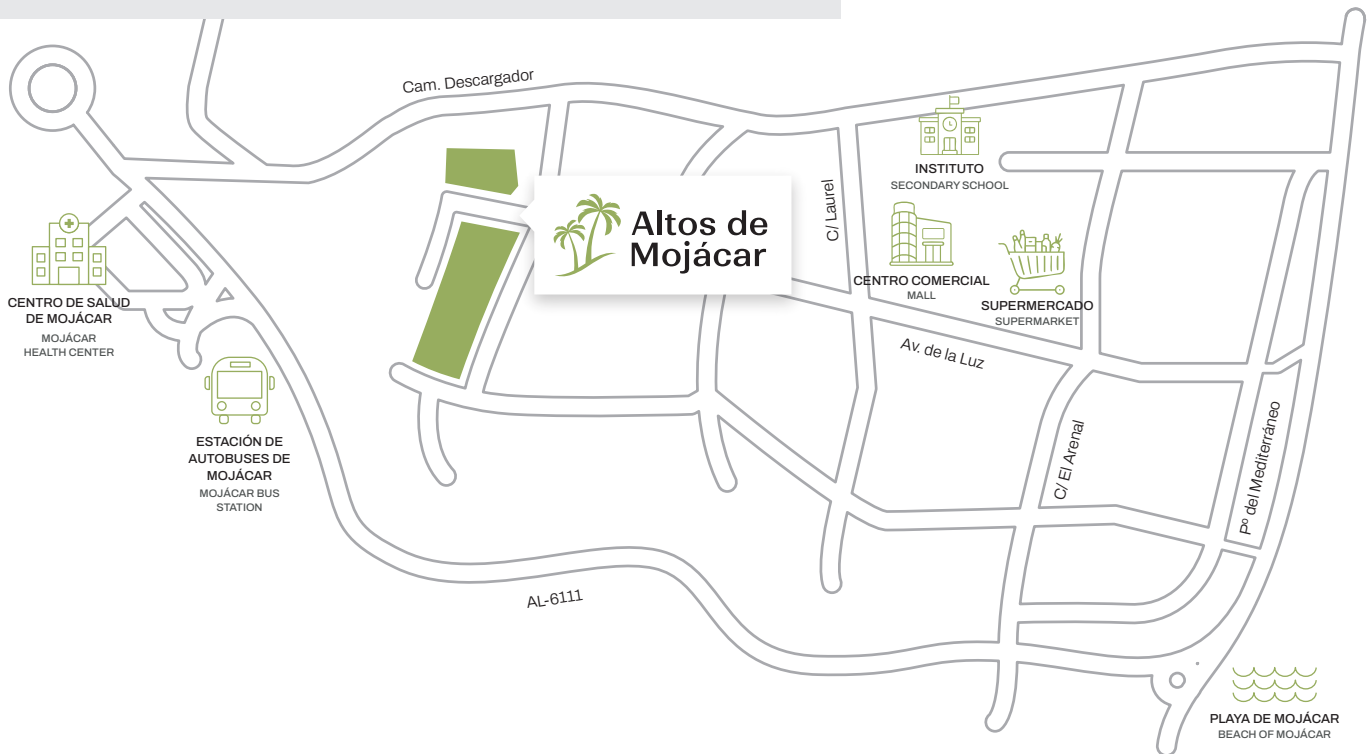 Cam. Descargador
INSTITUTO
SECONDARY SCHOOL
C/ Laurel
Altos de
Mojácar
CENTRO COMERCIAL
MALL
SUPERMERCADO
SUPERMARKET
CENTRO DE SALUD
DE MOJÁCAR
MOJÁCAR
HEALTH CENTER
Av. de la Luz
ESTACIÓN DE
AUTOBUSES DE
MOJÁCAR
MOJÁCAR BUS
STATION
C/ El Arenal
Pº del Mediterráneo
AL-6111
PLAYA DE MOJÁCAR
BEACH OF MOJÁCAR